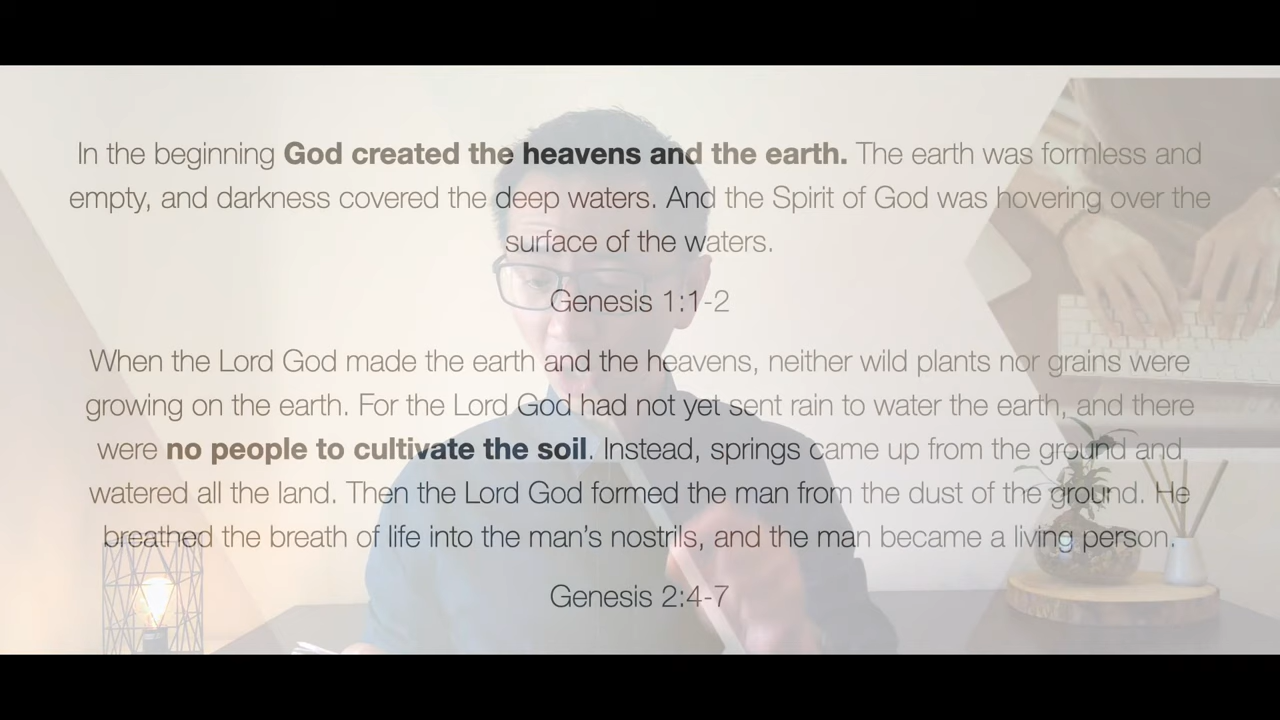 In the beginning God created the heavens and the earth. The earth was formless and
empty, and darkness covered the deep waters. And the Spirit of God was hovering over the
surface of the waters.
Genesis 1:1-2
When the Lord God made the earth and the heavens, neither wild plants nor grains were
growing on the earth. For the Lord God had not yet sent rain to water the earth, and there
were no people to cultivate the soil. Instead, springs came up from the ground and
watered all the land. Then the Lord God formed the man from the dust of the ground. He
breathed the breath of life into the man’s nostrils, and the man became a living person.
Genesis 2:4-7